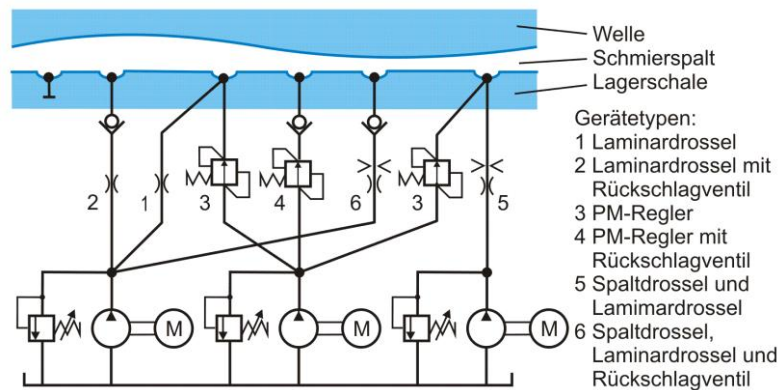 Welle
Schmierspalt
Lagerschale
Gerätetypen:
1 Laminardrossel
2 Laminardrossel mit
Rückschlagventil
3 PM-Regler
4 PM-Regler mit
Rückschlagventil
5 Spaltdrossel und
Lamimardrossel
6 Spaltdrossel,
Laminardrossel und
Rückschlagventil
2 1 3 4 6 3 5
M M M